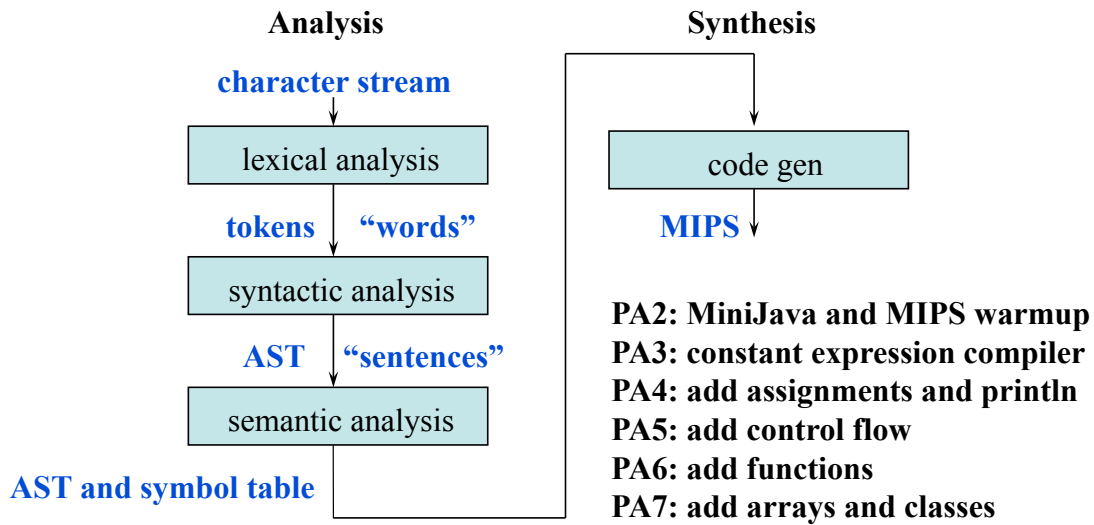 Analysis
character stream
lexical analysis
tokens “words”
syntactic analysis
AST “sentences”
semantic analysis
AST and symbol table
Synthesis
code gen
MIPS
PA2: MiniJava and MIPS warmup
PA3: constant expression compiler
PA4: add assignments and println
PA5: add control flow
PA6: add functions
PA7: add arrays and classes